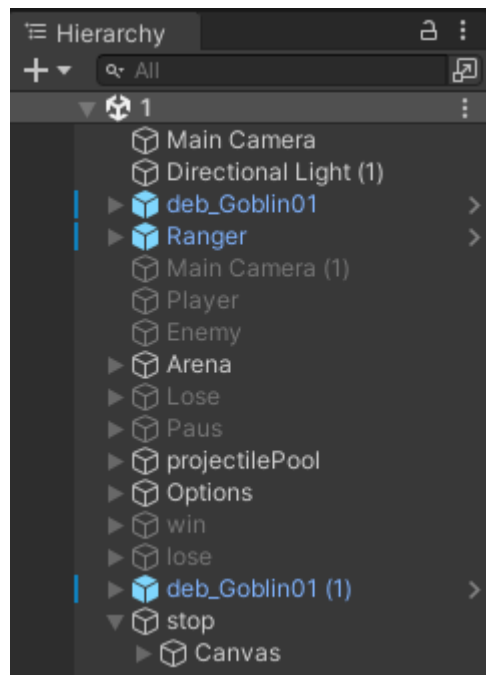 Hierarchy
All
1
Main Camera
Directional Light (1)
deb_Goblin01
Ranger
Main Camera (1)
Player
Enemy
Arena
Lose
Paus
projectilePool
Options
win
lose
deb_Goblin01 (1)
stop
Canvas